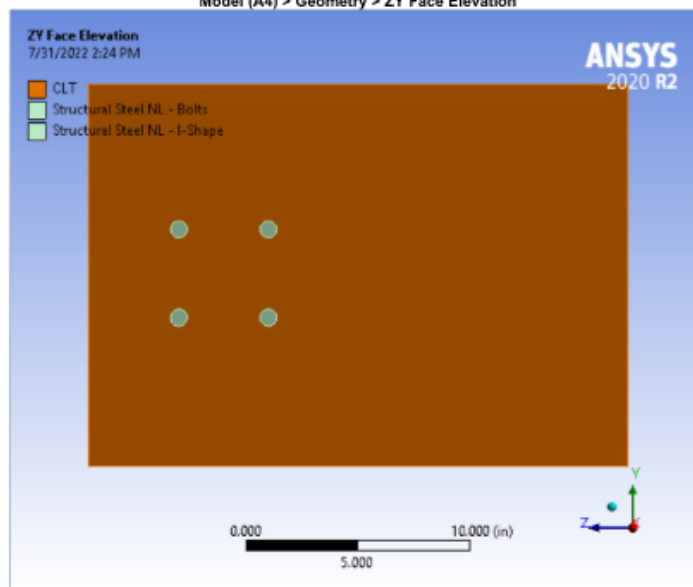 Model (A4) > Geometry > ZY Face Elevation
ZY Face Elevation
7/31/2022 2:24 PM
ANSYS
2020 R2
CLT
Structural Steel NL - Bolts
Structural Steel NL - I-Shape
Y
Z
X
0.000
10.000 (in)
5.000